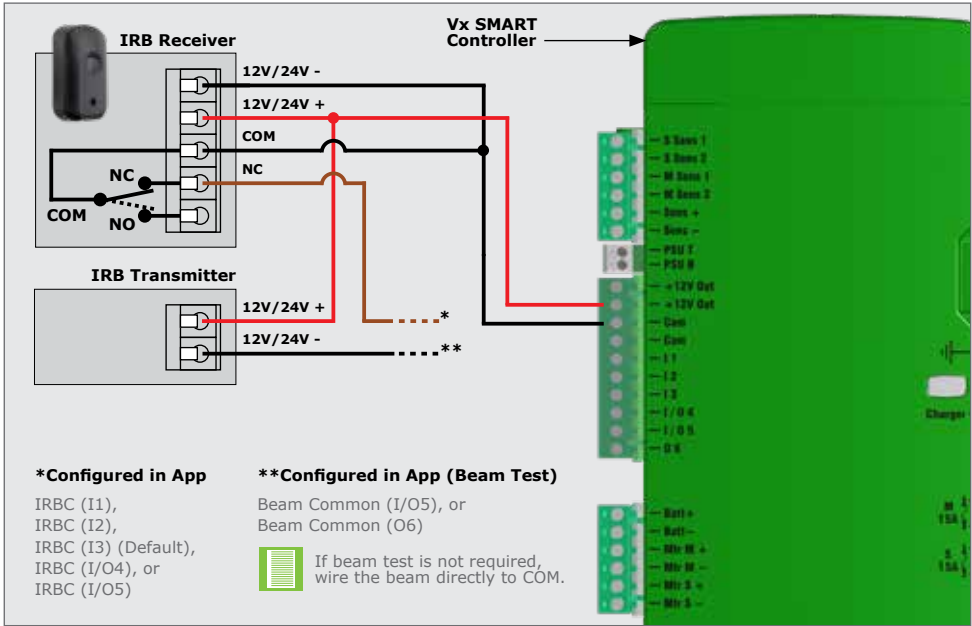 IRB Receiver
Vx SMART
Controller
12V/24V -
12V/24V +
COM
NC
NC
COM
NO
IRB Transmitter
12V/24V +
*
12V/24V -
**
S Sens 1
S Sens 2
M Sens 1
M Sens 2
Sens +
Sens -
PSU T
PSU R
+12V Out
+12V Out
Com
Com
I 1
I 2
I 3
I/O 4
I/O 5
O 6
Charger
Batt+
Batt-
Mtr M +
Mtr M -
Mtr S +
Mtr S -
M
15A
S
15A
*Configured in App
IRBC (I1),
IRBC (I2),
IRBC (I3) (Default),
IRBC (I/O4), or
IRBC (I/O5)
**Configured in App (Beam Test)
Beam Common (I/O5), or
Beam Common (O6)
If beam test is not required,
wire the beam directly to COM.